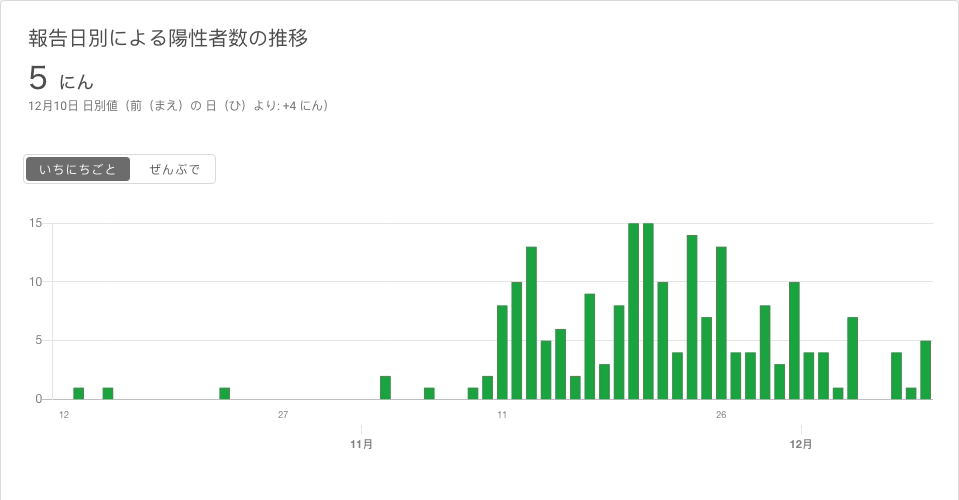 報告日別による陽性者数の推移
5 にん
12月10日 日別値（前（まえ）の 日（ひ）より: +4 にん）
いちにちごと ぜんぶで
15
10
5
0
12 27 11 26
11月 12月